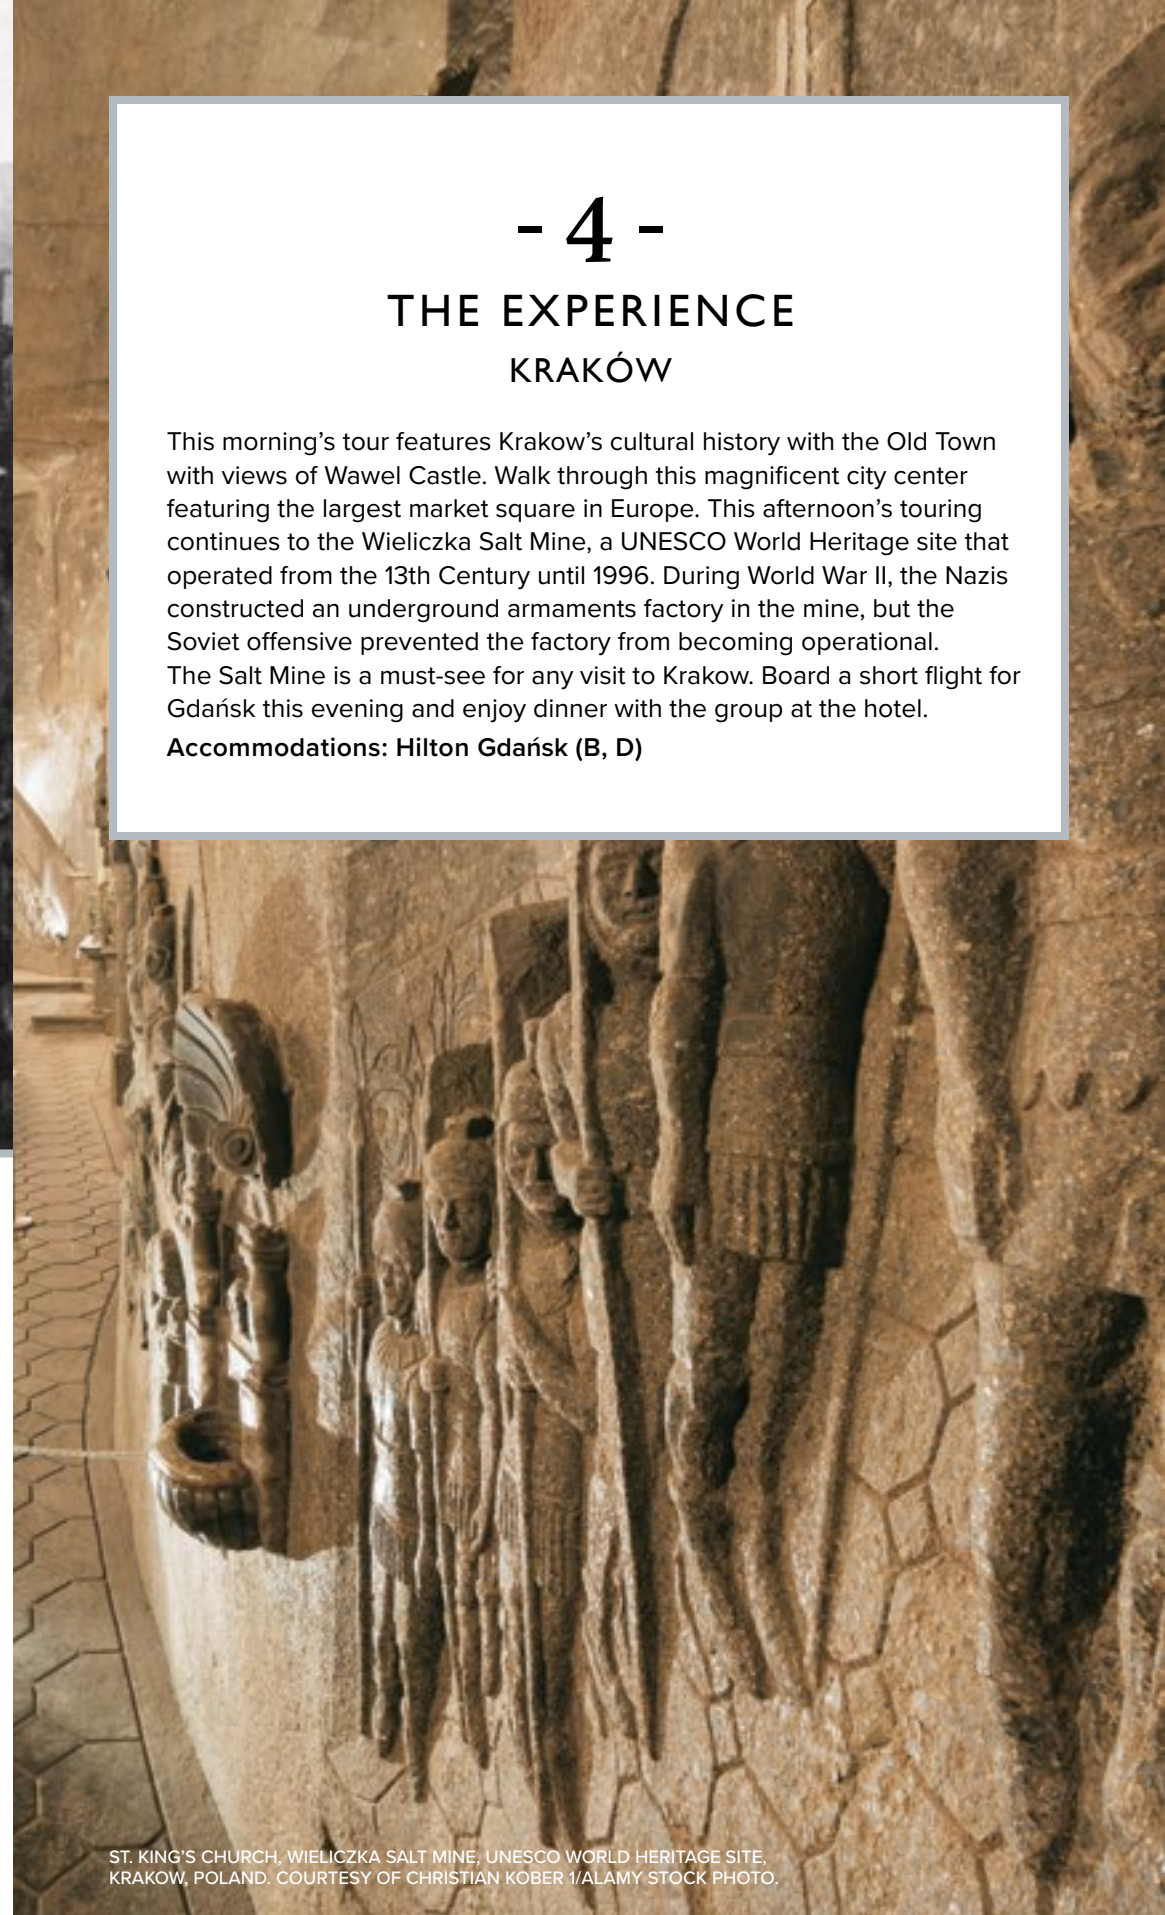 - 4 -
THE EXPERIENCE
KRAKÓW
This morning’s tour features Krakow’s cultural history with the Old Town
with views of Wawel Castle. Walk through this magnificent city center
featuring the largest market square in Europe. This afternoon’s touring
continues to the Wieliczka Salt Mine, a UNESCO World Heritage site that
operated from the 13th Century until 1996. During World War II, the Nazis
constructed an underground armaments factory in the mine, but the
Soviet offensive prevented the factory from becoming operational.
The Salt Mine is a must-see for any visit to Krakow. Board a short flight for
Gdańsk this evening and enjoy dinner with the group at the hotel.
Accommodations: Hilton Gdańsk (B, D)
ST. KING’S CHURCH, WIELICZKA SALT MINE, UNESCO WORLD HERITAGE SITE,
KRAKOW, POLAND. COURTESY OF CHRISTIAN KOBER 1/ALAMY STOCK PHOTO.